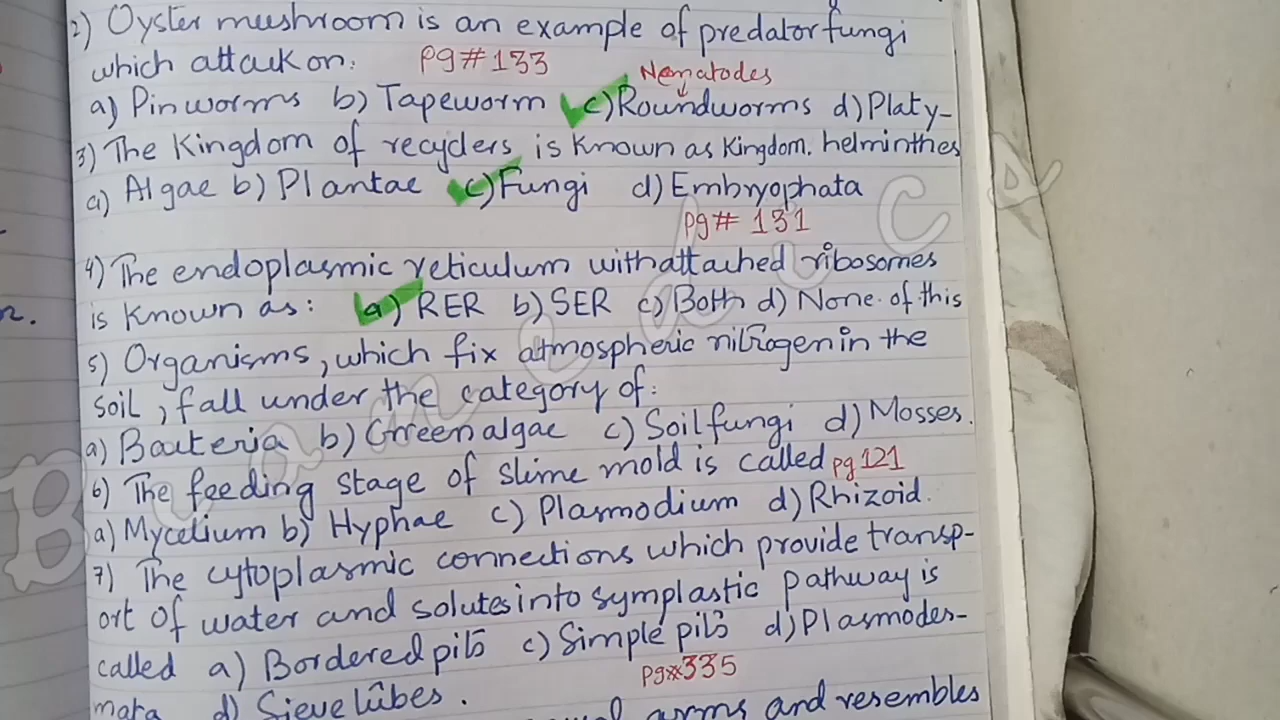 2) Oyster mushroom is an example of predator fungi
which attack on: pg# 133
Nematodes
a) Pinworms b) Tapeworm c) Roundworms d) Platy-
3) The Kingdom of recyclers is known as Kingdom. helminthes
a) Algae b) Plantae c) Fungi d) Embryophata
pg# 131
4) The endoplasmic reticulum with attached ribosomes
is known as: a) RER b) SER c) Both d) None of this
5) Organisms, which fix atmospheric nitrogen in the
soil, fall under the category of:
a) Bacteria b) Green algae c) Soil fungi d) Mosses.
6) The feeding stage of slime mold is called pg 121
a) Mycelium b) Hyphae c) Plasmodium d) Rhizoid.
7) The cytoplasmic connections which provide transp-
ort of water and solutes into symplastic pathway is
called a) Bordered pits c) Simple pits d) Plasmodes-
pg#335
mata d) Sieve tubes.
arms and resembles